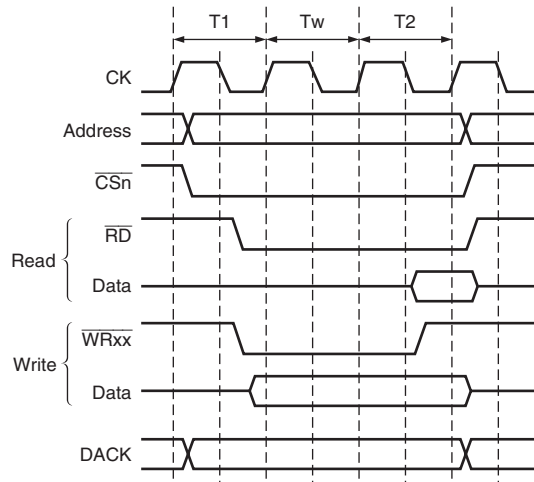 T1 Tw T2
CK
Address
CSn
RD
Read
Data
WRxx
Write
Data
DACK